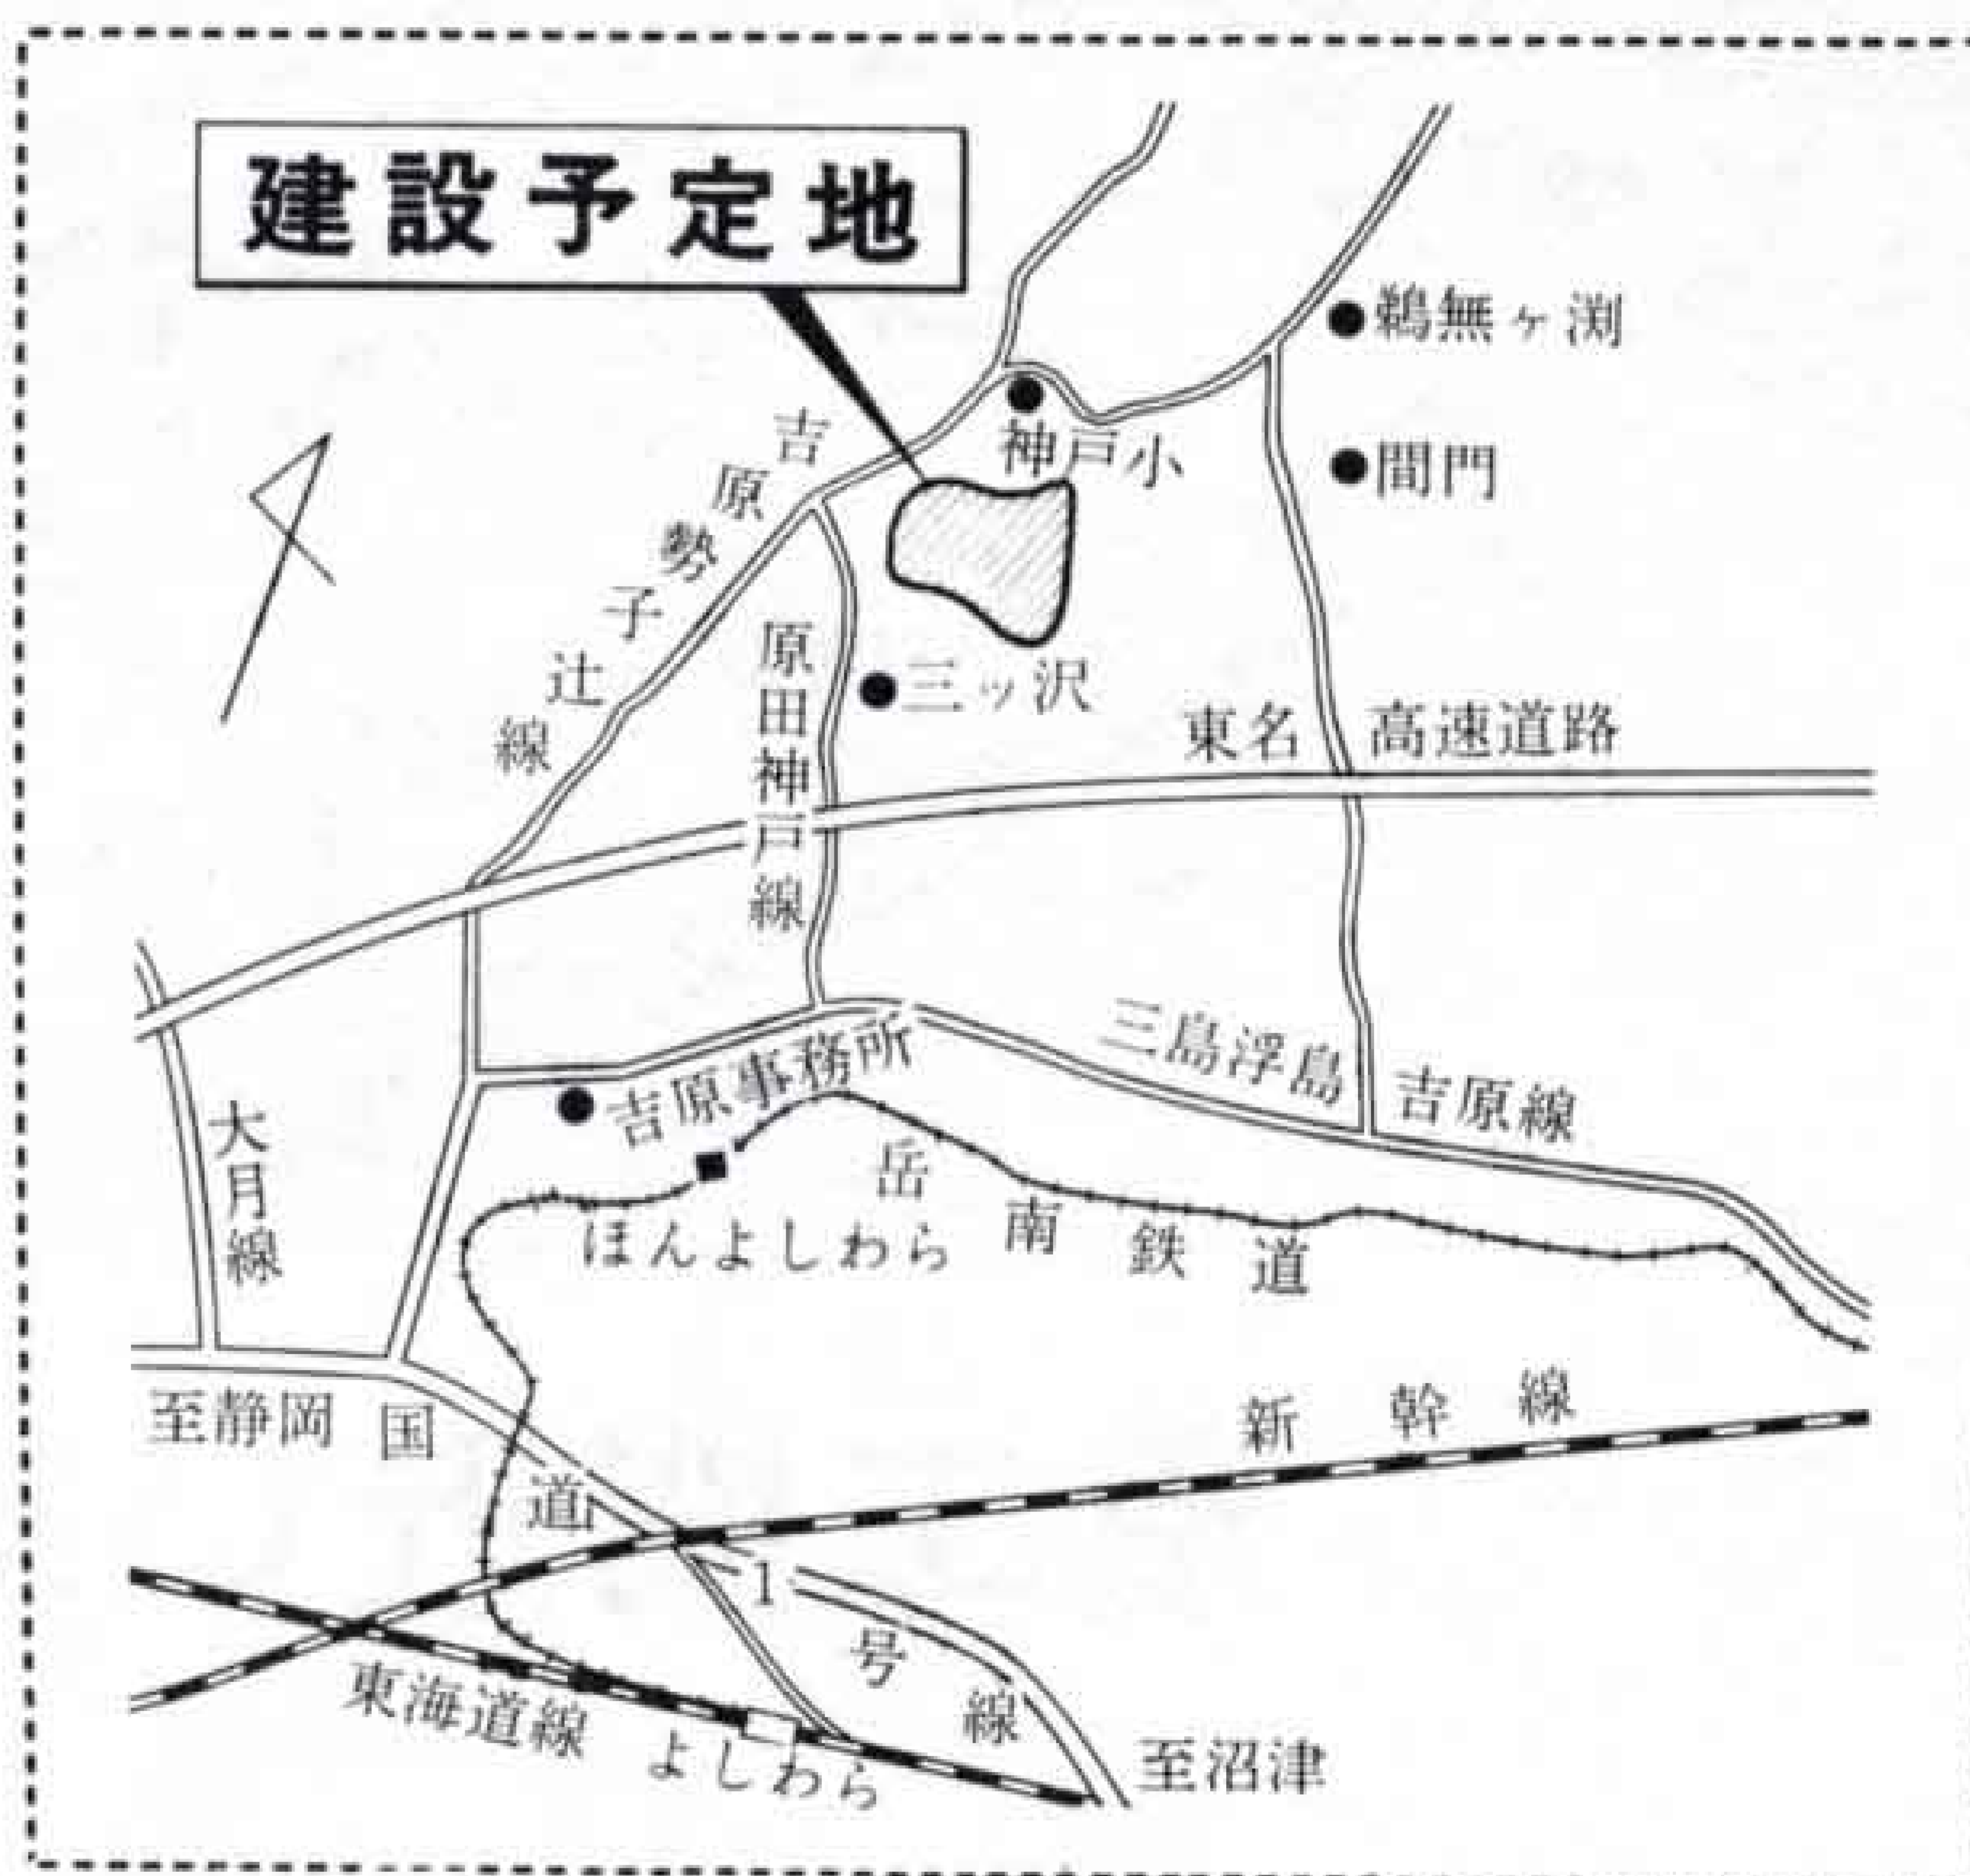 建設予定地
鵜無ヶ渕
神戸小
間門
吉原勢子辻線
原田神戸線
三ッ沢
東名高速道路
三島浮島吉原線
吉原事務所
大月線
岳南鉄道
ほんよしわら
至静岡
国道1号線
新幹線
東海道線
よしわら
至沼津